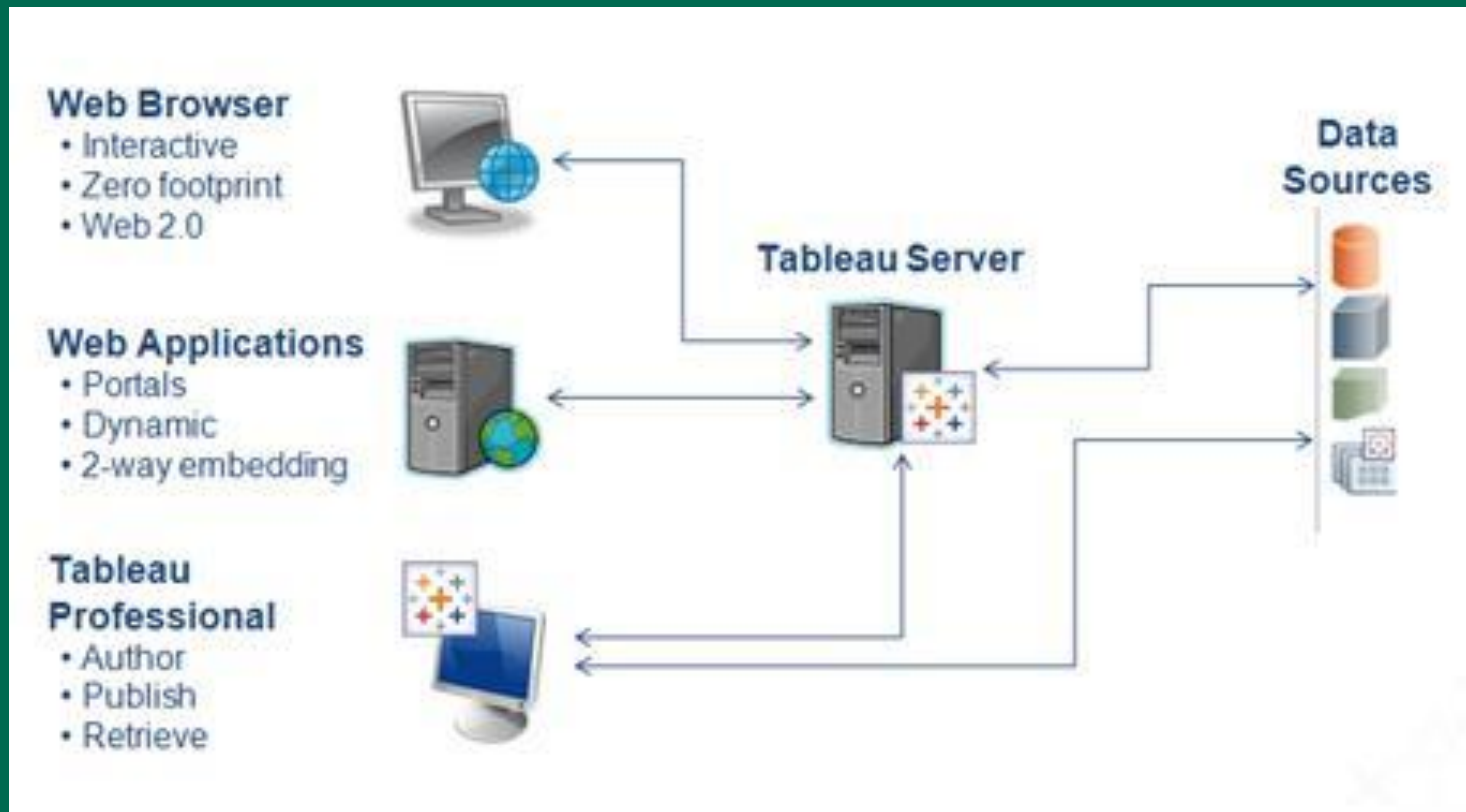 Web Browser
• Interactive
• Zero footprint
• Web 2.0
Web Applications
• Portals
• Dynamic
• 2-way embedding
Tableau
Professional
• Author
• Publish
• Retrieve
Tableau Server
Data
Sources